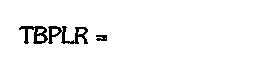 TBPLR =